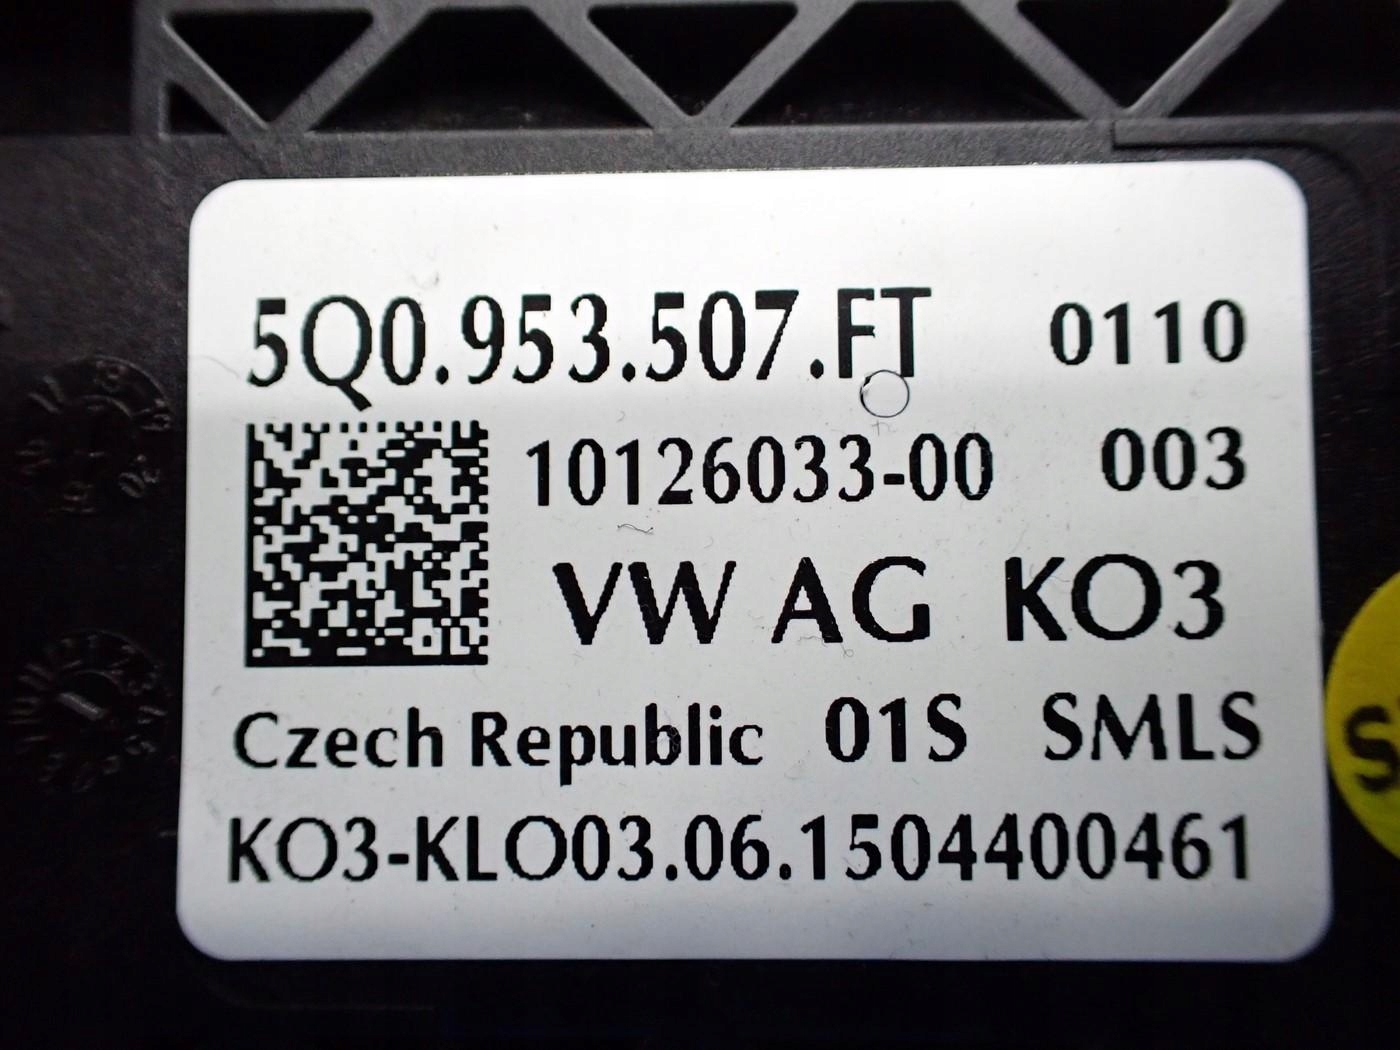 5Q0.953.507.FT 0110
10126033-00 003
VW AG KO3
Czech Republic 01S SMLS
KO3-KLO03.06.1504400461
S